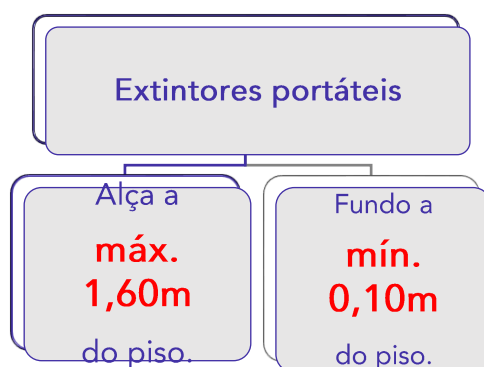 Extintores portáteis
Alça a
máx.
1,60m
do piso.
Fundo a
mín.
0,10m
do piso.